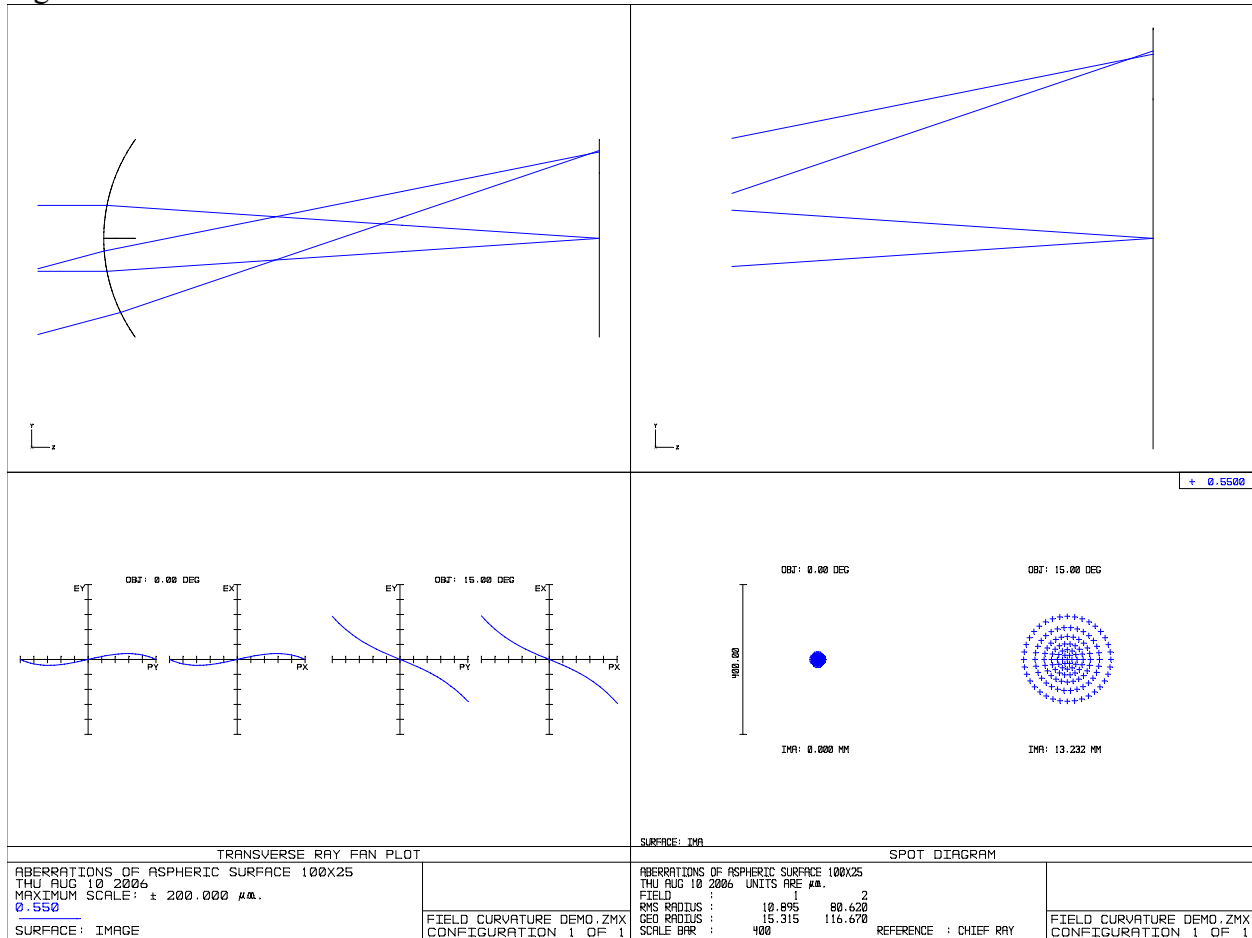 Y
Z
Y
Z
+ 0.5500
OBJ: 0.00 DEG
OBJ: 15.00 DEG
EY
EX
EY
EX
PY
PX
PY
PX
OBJ: 0.00 DEG
OBJ: 15.00 DEG
400.00
IMA: 0.000 MM
IMA: 13.232 MM
SURFACE: IMA
TRANSVERSE RAY FAN PLOT
ABERRATIONS OF ASPHERIC SURFACE 100X25
THU AUG 10 2006
MAXIMUM SCALE: ± 200.000 µm.
0.550
SURFACE: IMAGE
FIELD CURVATURE DEMO.ZMX
CONFIGURATION 1 OF 1
SPOT DIAGRAM
ABERRATIONS OF ASPHERIC SURFACE 100X25
THU AUG 10 2006 UNITS ARE µm.
FIELD : 1 2
RMS RADIUS : 10.895 80.620
GEO RADIUS : 15.315 116.670
SCALE BAR : 400 REFERENCE : CHIEF RAY
FIELD CURVATURE DEMO.ZMX
CONFIGURATION 1 OF 1